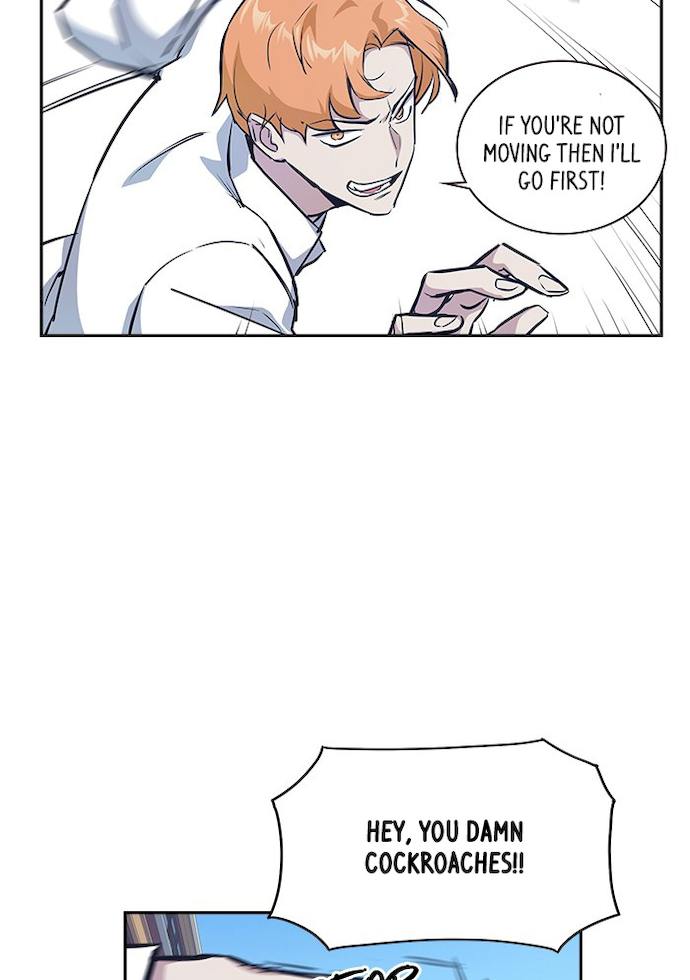 IF YOU'RE NOT
MOVING THEN I'LL
GO FIRST!
HEY, YOU DAMN
COCKROACHES!!